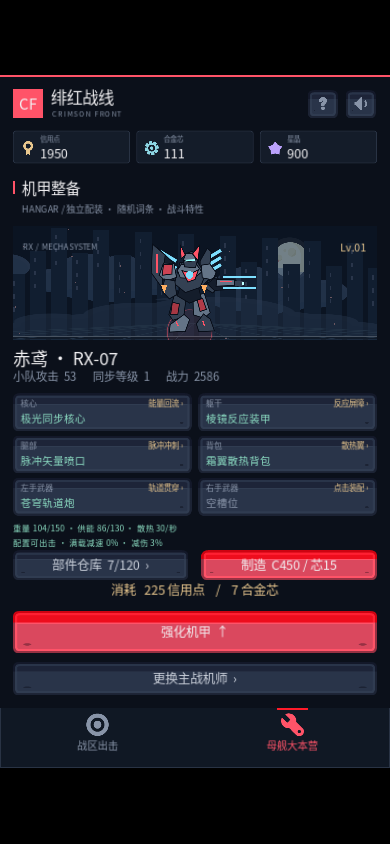 CF
绯红战线
CRIMSON FRONT
?
信用点
1950
合金芯
111
星晶
900
机甲整备
HANGAR / 独立配装 · 随机词条 · 战斗特性
RX / MECHA SYSTEM
Lv.01
赤鸢 · RX-07
小队攻击 53 同步等级 1 战力 2586
核心 能量回流 ›
极光同步核心
躯干 反应屏障 ›
棱镜反应装甲
腿部 脉冲冲刺 ›
脉冲矢量喷口
背包 散热翼 ›
霜翼散热背包
左手武器 轨道贯穿 ›
苍穹轨道炮
右手武器 点击装配 ›
空槽位
重量 104/150 · 供能 86/130 · 散热 30/秒
配置可出击 · 满载减速 0% · 减伤 3%
部件仓库 7/120 ›
制造 C450 / 芯15
消耗 225 信用点 / 7 合金芯
强化机甲 ↑
更换主战机师 ›
战区出击
母舰大本营